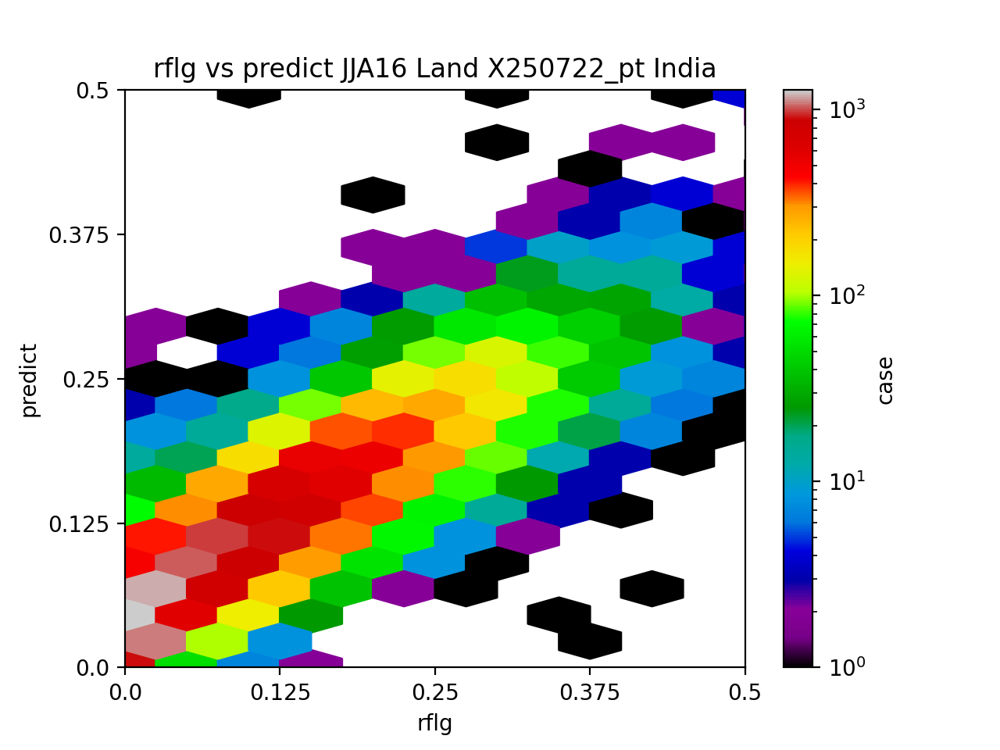 rflg vs predict JJA16 Land X250722_pt India
0.5
0.375
0.25
0.125
0.0
predict
0.0 0.125 0.25 0.375 0.5
rflg
10³
10²
10¹
10⁰
case